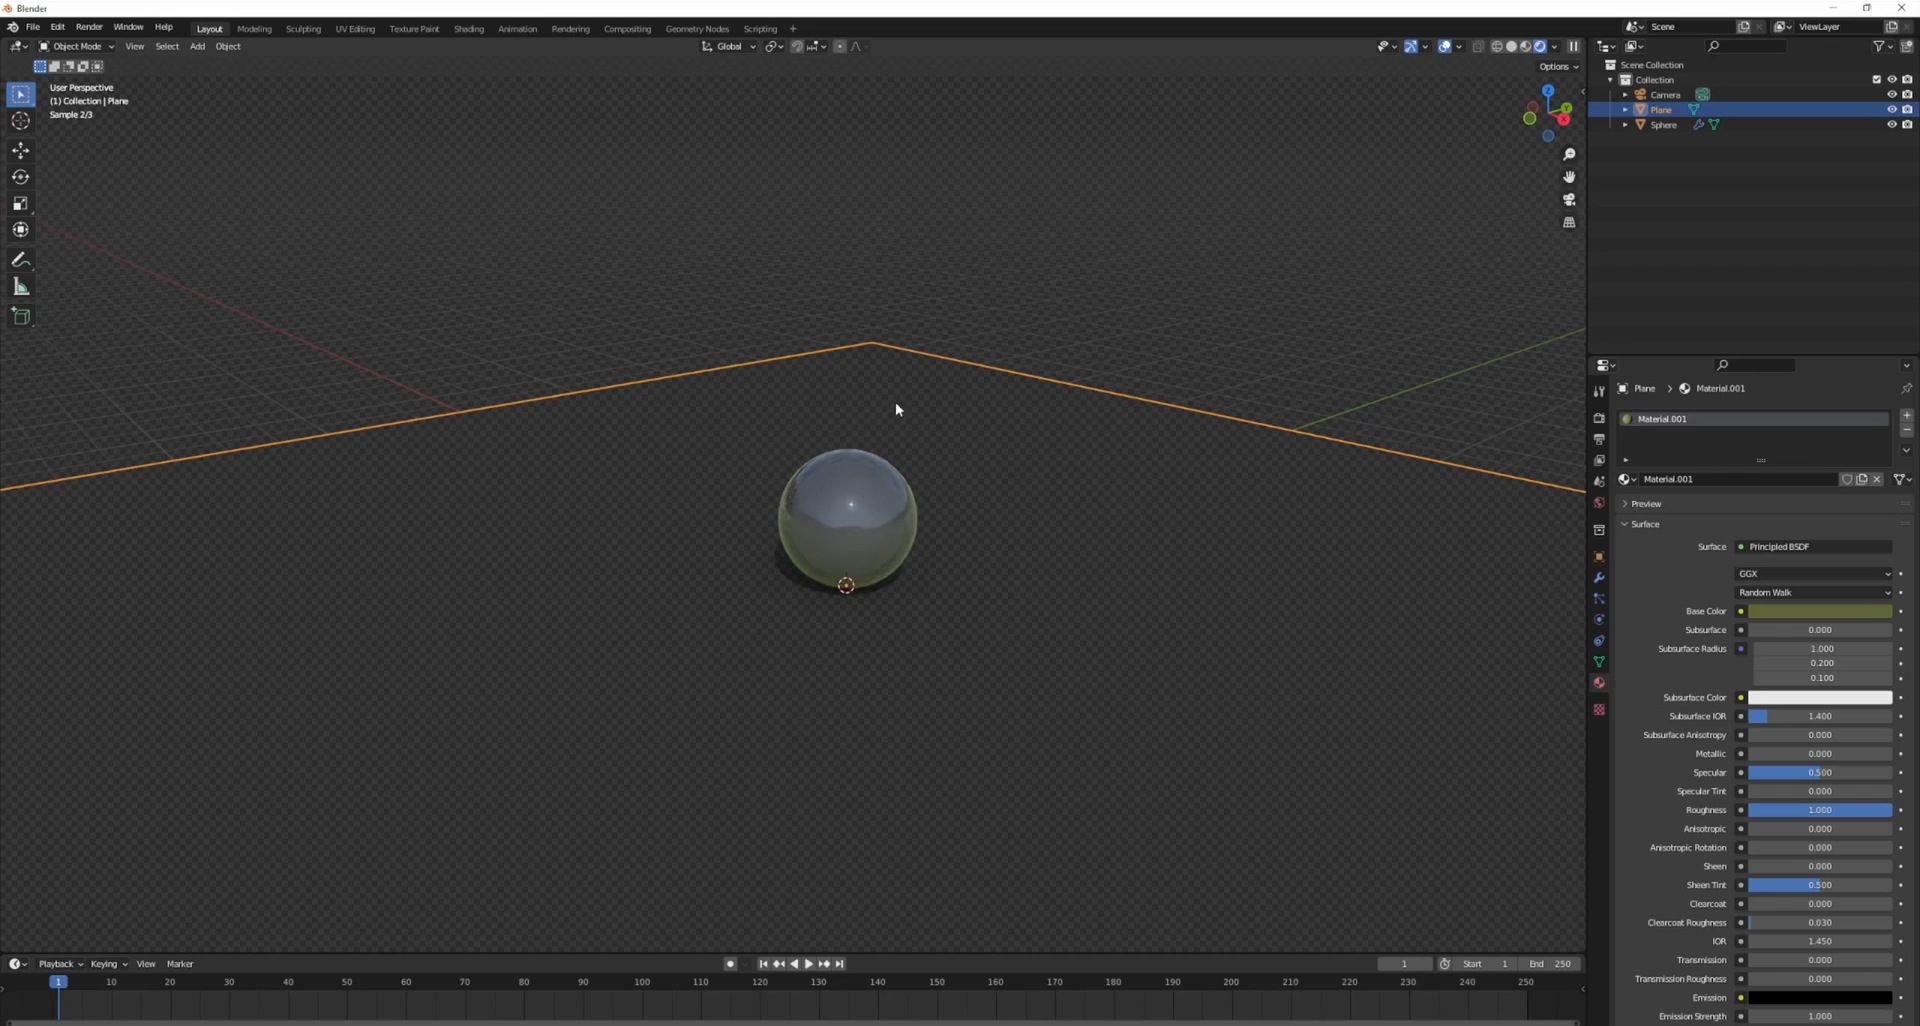 Blender
File Edit Render Window Help Layout Modeling Sculpting UV Editing Texture Paint Shading Animation Rendering Compositing Geometry Nodes Scripting + Scene ViewLayer
Object Mode View Select Add Object Global
Options
User Perspective
(1) Collection | Plane
Sample 2/3
Z
Y
X
Scene Collection
Collection
Camera
Plane
Sphere
Plane > Material.001
Material.001
Material.001
Preview
Surface
Surface Principled BSDF
GGX
Random Walk
Base Color
Subsurface 0.000
Subsurface Radius 1.000
0.200
0.100
Subsurface Color
Subsurface IOR 1.400
Subsurface Anisotropy 0.000
Metallic 0.000
Specular 0.500
Specular Tint 0.000
Roughness 1.000
Anisotropic 0.000
Anisotropic Rotation 0.000
Sheen 0.000
Sheen Tint 0.500
Clearcoat 0.000
Clearcoat Roughness 0.030
IOR 1.450
Transmission 0.000
Transmission Roughness 0.000
Emission
Emission Strength 1.000
Playback Keying View Marker 1 Start 1 End 250
1 10 20 30 40 50 60 70 80 90 100 110 120 130 140 150 160 170 180 190 200 210 220 230 240 250